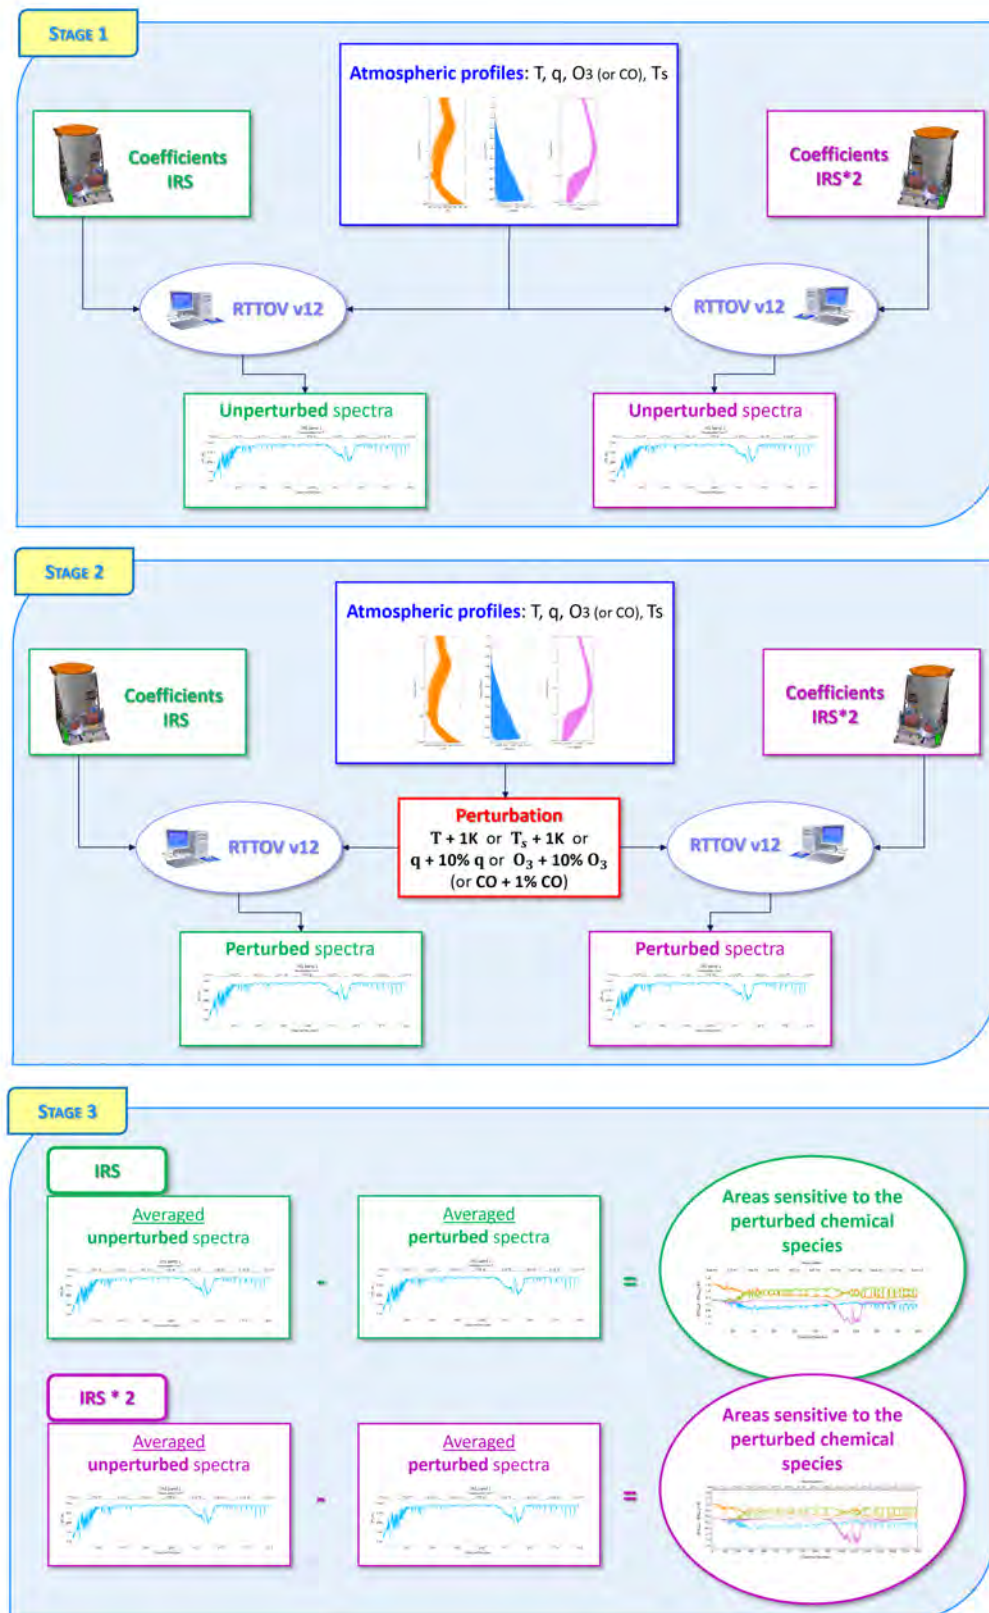 STAGE 1
Atmospheric profiles: T, q, O3 (or CO), Ts
Coefficients
IRS
Coefficients
IRS*2
RTTOV v12
RTTOV v12
Unperturbed spectra
Unperturbed spectra
STAGE 2
Atmospheric profiles: T, q, O3 (or CO), Ts
Coefficients
IRS
Coefficients
IRS*2
Perturbation
T + 1K or Ts + 1K or
q + 10% q or O3 + 10% O3
(or CO + 1% CO)
RTTOV v12
RTTOV v12
Perturbed spectra
Perturbed spectra
STAGE 3
IRS
Averaged
unperturbed spectra
-
Averaged
perturbed spectra
=
Areas sensitive to the
perturbed chemical
species
IRS * 2
Averaged
unperturbed spectra
-
Averaged
perturbed spectra
=
Areas sensitive to the
perturbed chemical
species